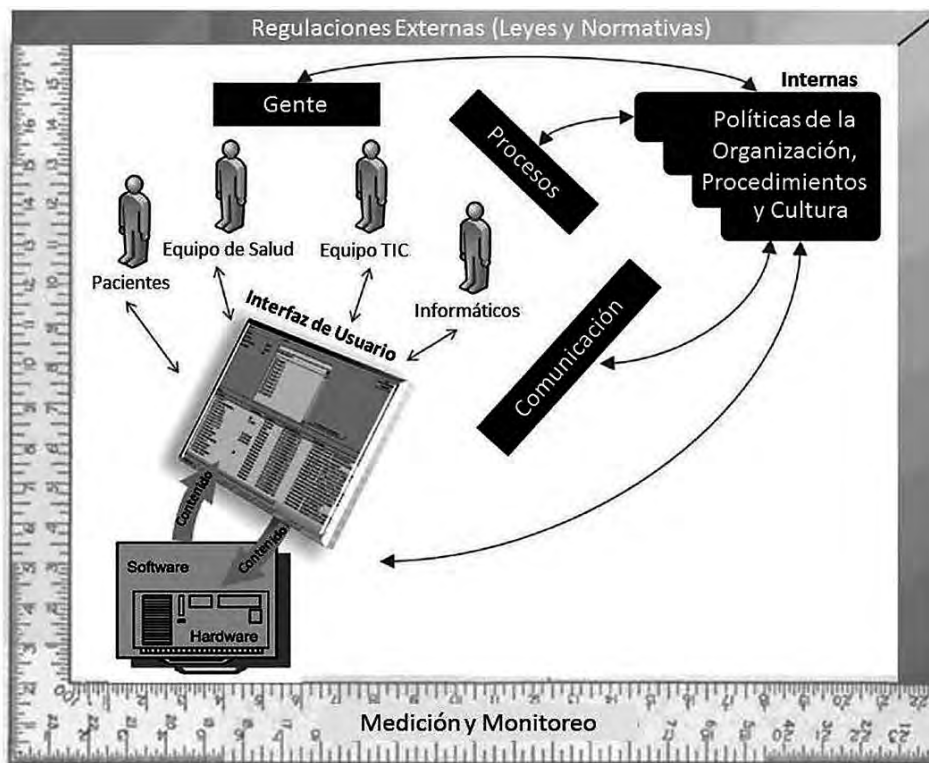 Regulaciones Externas (Leyes y Normativas)
Internas
Gente
Políticas de la
Organización,
Procedimientos
y Cultura
Procesos
Equipo de Salud
Equipo TIC
Pacientes
Informáticos
Interfaz de Usuario
Comunicación
Contenido
Contenido
Software
Hardware
Medición y Monitoreo